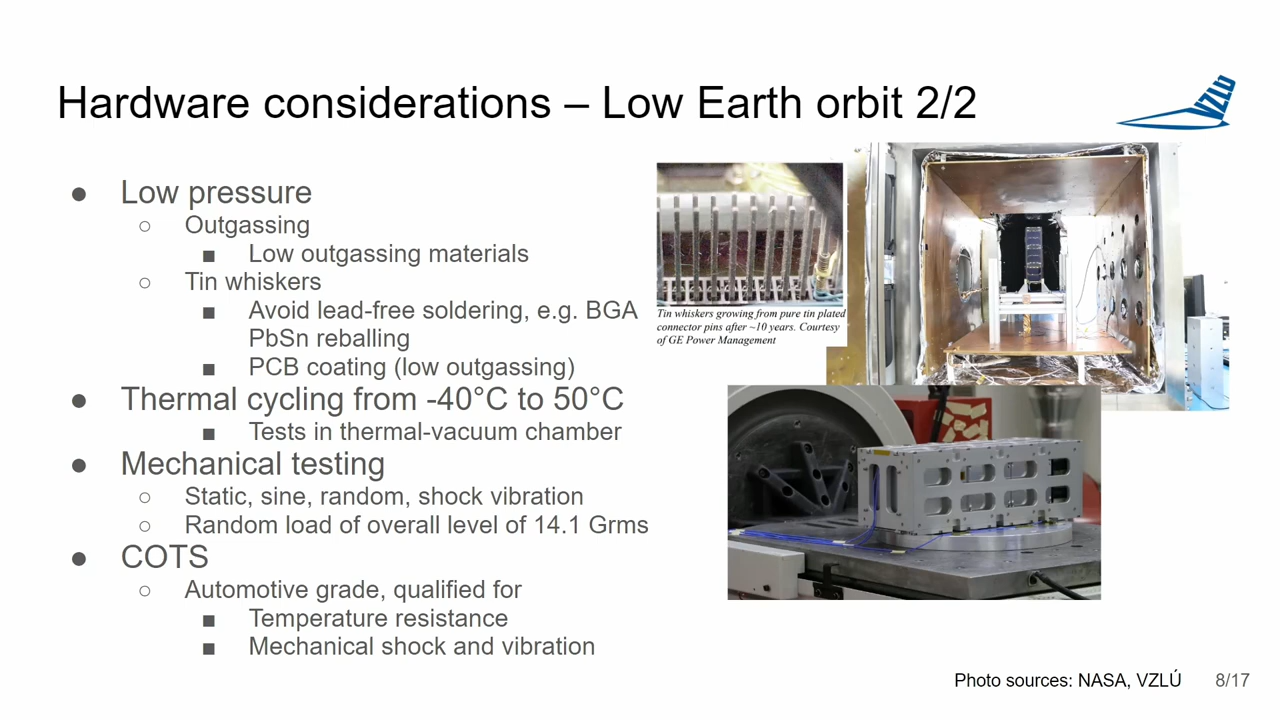 Hardware considerations – Low Earth orbit 2/2
VZLU
● Low pressure
○ Outgassing
■ Low outgassing materials
○ Tin whiskers
■ Avoid lead-free soldering, e.g. BGA
PbSn reballing
■ PCB coating (low outgassing)
● Thermal cycling from -40°C to 50°C
■ Tests in thermal-vacuum chamber
● Mechanical testing
○ Static, sine, random, shock vibration
○ Random load of overall level of 14.1 Grms
● COTS
○ Automotive grade, qualified for
■ Temperature resistance
■ Mechanical shock and vibration
Tin whiskers growing from pure tin plated
connector pins after ~10 years. Courtesy
of GE Power Management
Photo sources: NASA, VZLÚ
8/17